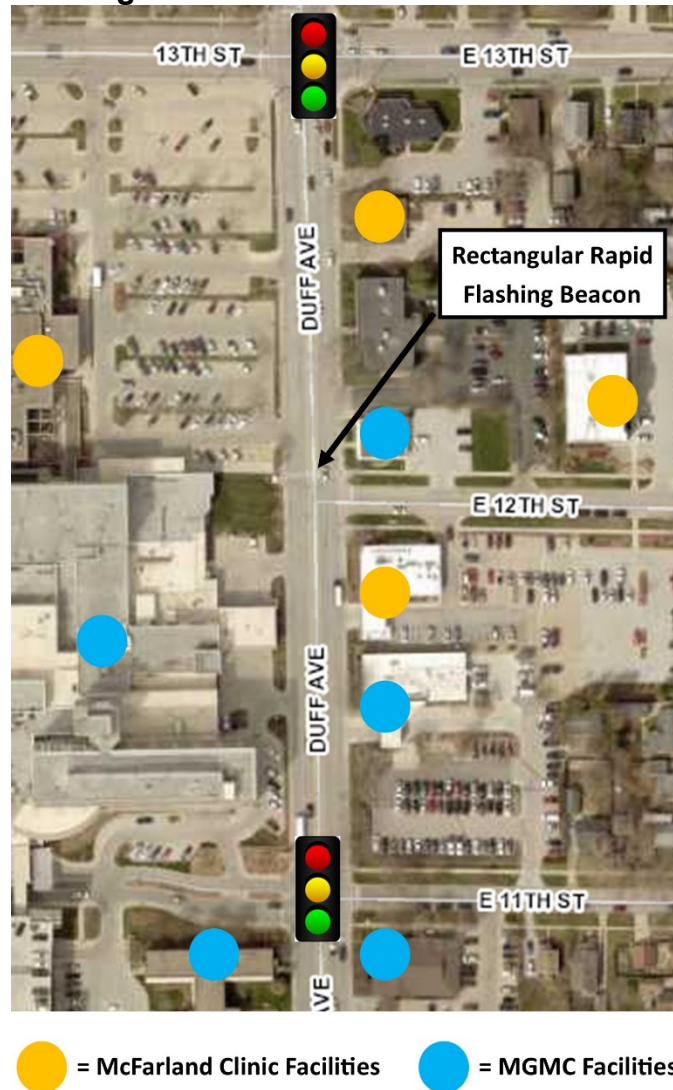 13TH ST
E 13TH ST
DUFF AVE
Rectangular Rapid
Flashing Beacon
E 12TH ST
DUFF AVE
E 11TH ST
AVE
= McFarland Clinic Facilities
= MGMC Facilities